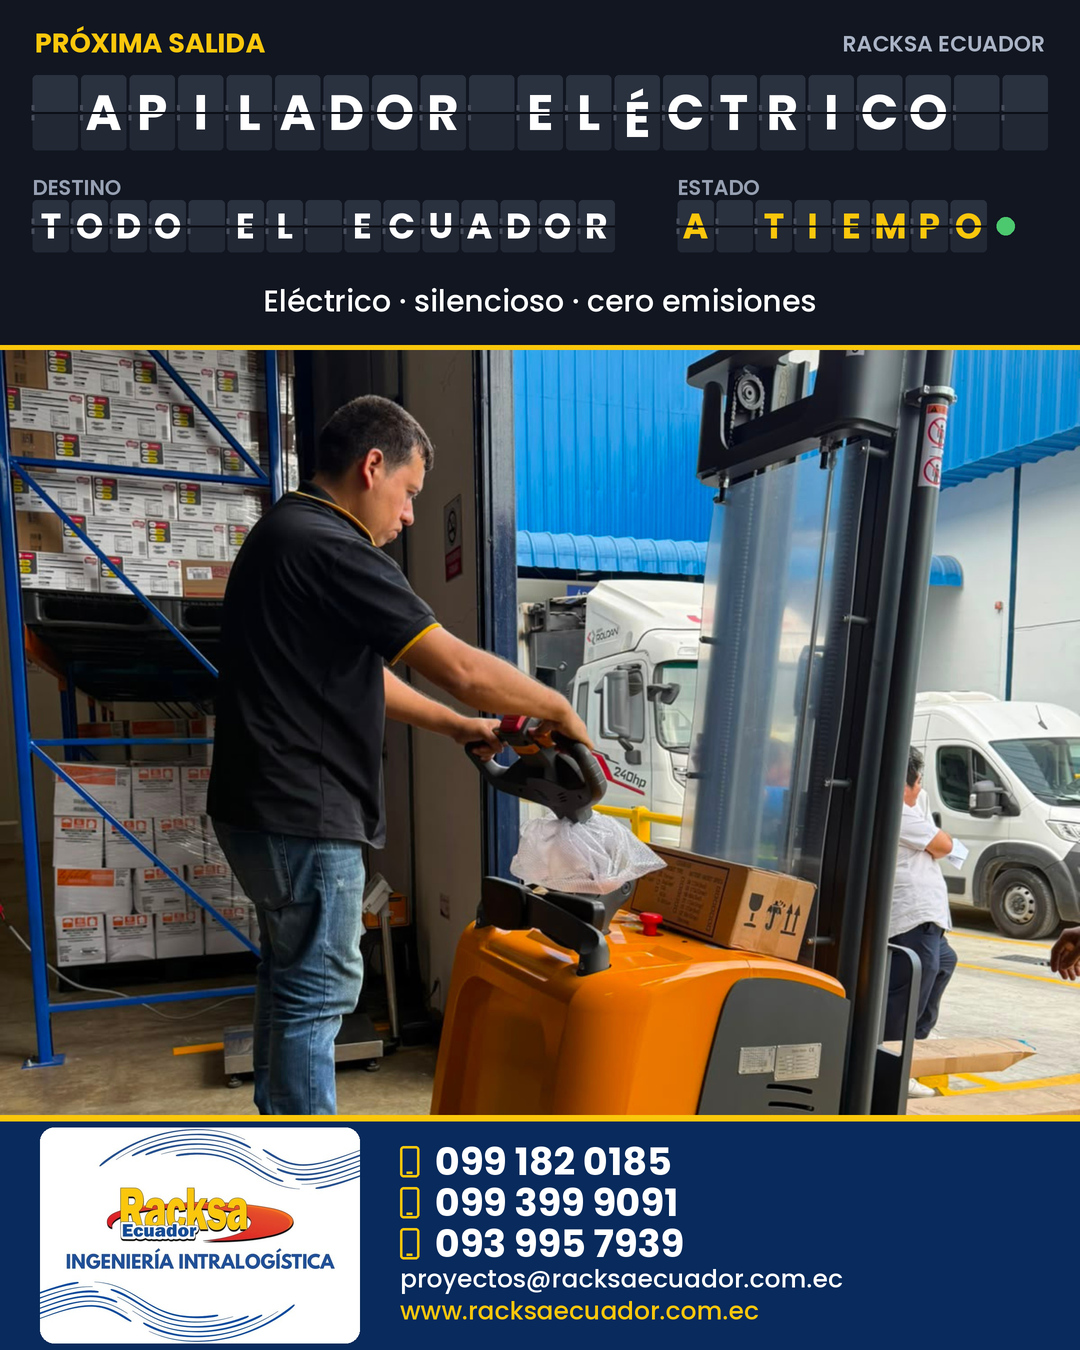 PRÓXIMA SALIDA
RACKSA ECUADOR
APILADOR ELÉCTRICO
DESTINO
ESTADO
TODO EL ECUADOR
A TIEMPO
Eléctrico · silencioso · cero emisiones
ROLDAN
240hp
099 182 0185
099 399 9091
093 995 7939
proyectos@racksaecuador.com.ec
www.racksaecuador.com.ec
Racksa
Ecuador
INGENIERÍA INTRALOGÍSTICA